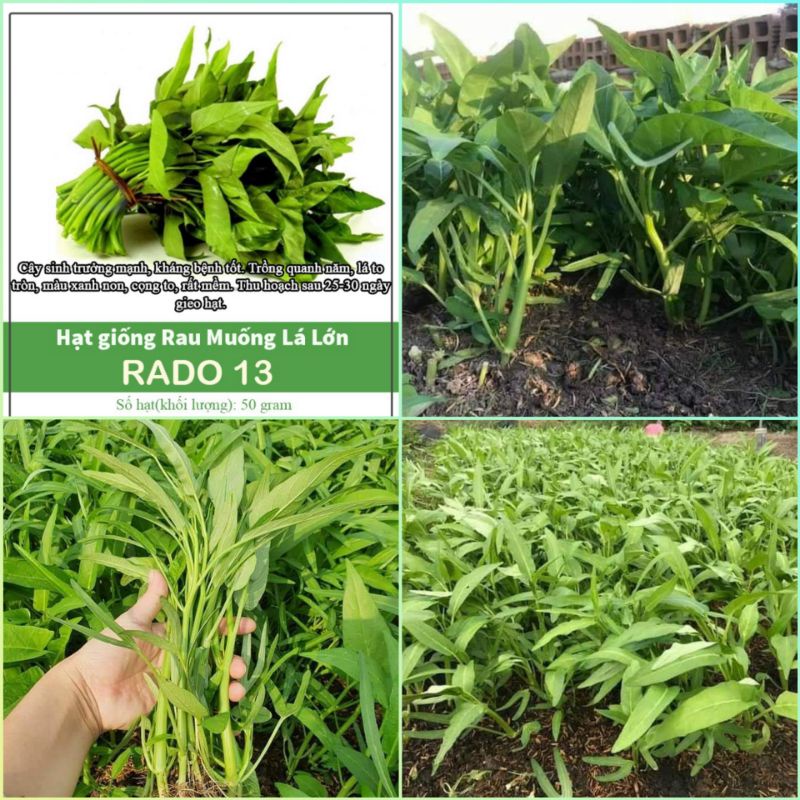 Cây sinh trưởng mạnh, kháng bệnh tốt. Trồng quanh năm, lá to
tròn, màu xanh non, cọng to, rất mềm. Thu hoạch sau 25-30 ngày
gieo hạt.
Hạt giống Rau Muống Lá Lớn
RADO 13
Số hạt(khối lượng): 50 gram